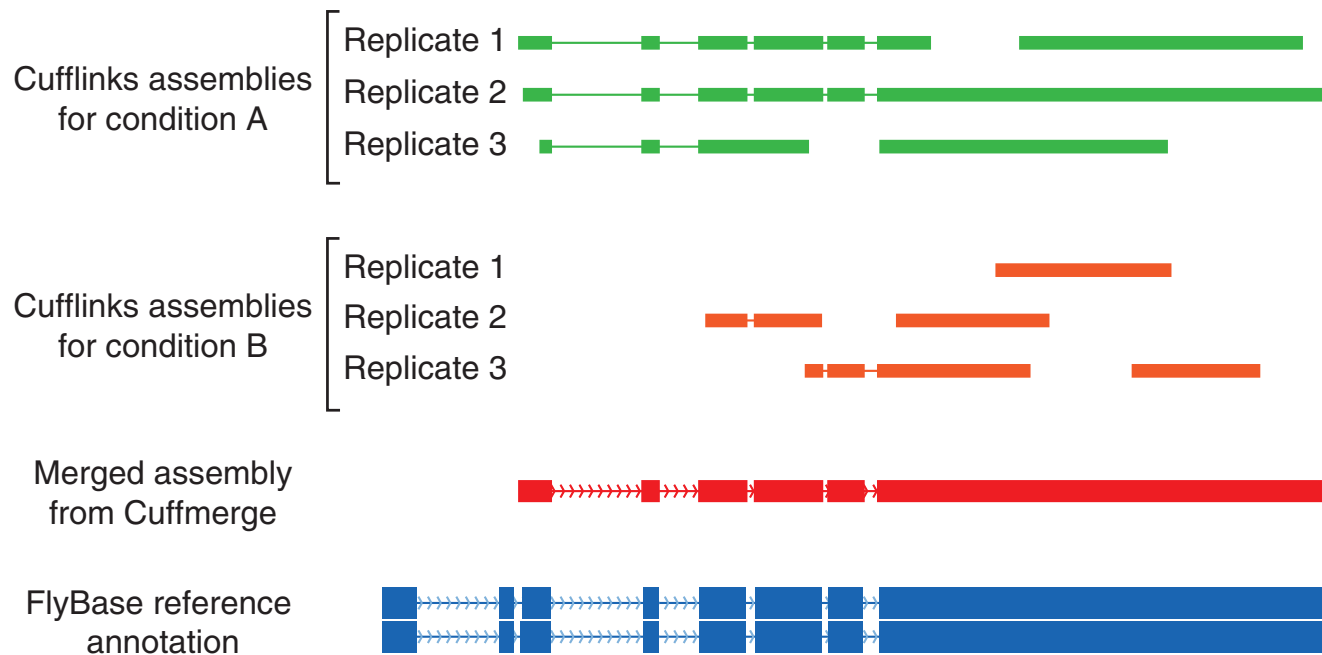 Cufflinks assemblies
for condition A
Replicate 1
Replicate 2
Replicate 3
Cufflinks assemblies
for condition B
Replicate 1
Replicate 2
Replicate 3
Merged assembly
from Cuffmerge
FlyBase reference
annotation